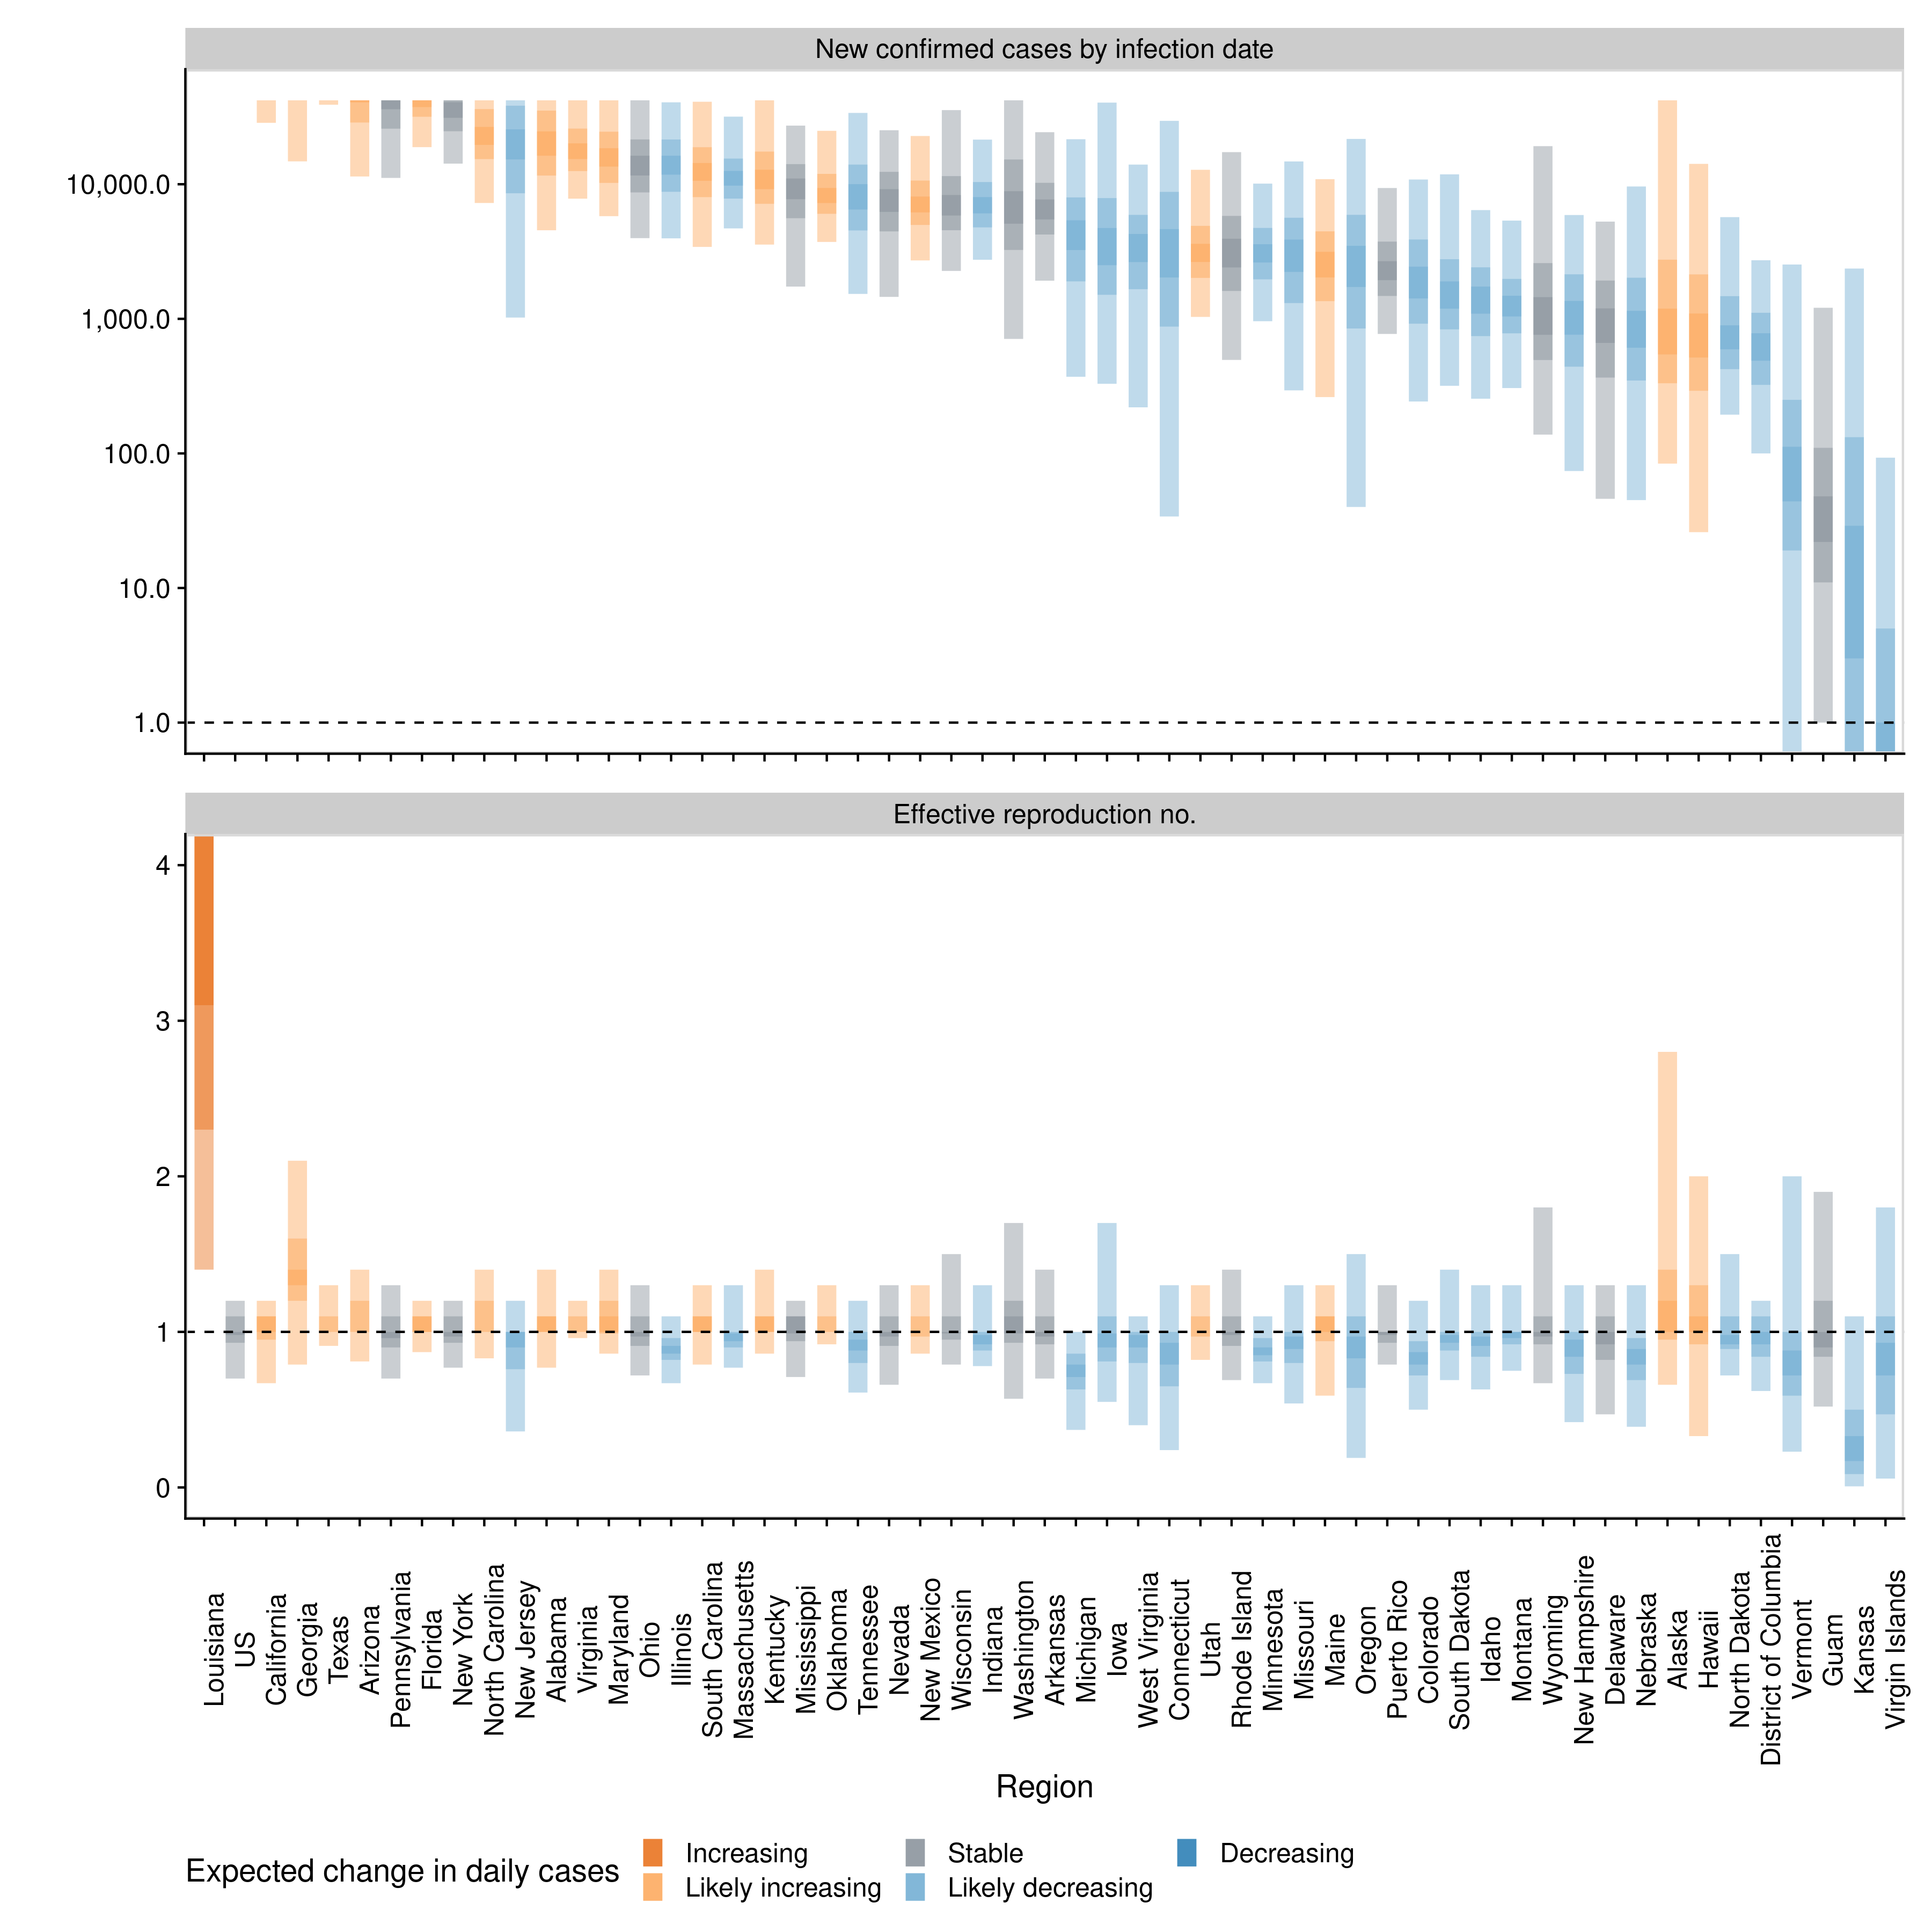 New confirmed cases by infection date
10,000.0
1,000.0
100.0
10.0
1.0
Effective reproduction no.
4
3
2
1
0
Louisiana
US
California
Georgia
Texas
Arizona
Pennsylvania
Florida
New York
North Carolina
New Jersey
Alabama
Virginia
Maryland
Ohio
Illinois
South Carolina
Massachusetts
Kentucky
Mississippi
Oklahoma
Tennessee
Nevada
New Mexico
Wisconsin
Indiana
Washington
Arkansas
Michigan
Iowa
West Virginia
Connecticut
Utah
Rhode Island
Minnesota
Missouri
Maine
Oregon
Puerto Rico
Colorado
South Dakota
Idaho
Montana
Wyoming
New Hampshire
Delaware
Nebraska
Alaska
Hawaii
North Dakota
District of Columbia
Vermont
Guam
Kansas
Virgin Islands
Region
Expected change in daily cases
Increasing
Likely increasing
Stable
Likely decreasing
Decreasing